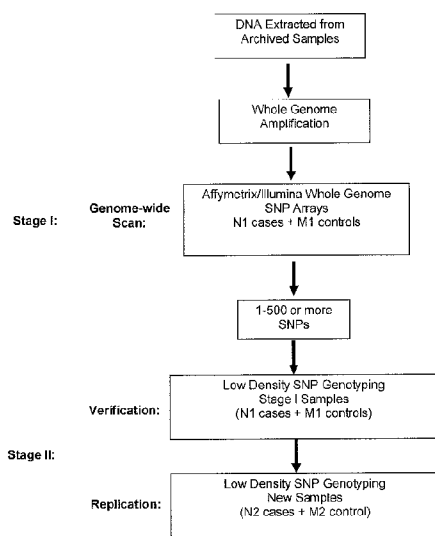 DNA Extracted from
Archived Samples
Whole Genome
Amplification
Stage I:
Genome-wide
Scan:
Affymetrix/Illumina Whole Genome
SNP Arrays
N1 cases + M1 controls
1-500 or more
SNPs
Verification:
Low Density SNP Genotyping
Stage I Samples
(N1 cases + M1 controls)
Stage II:
Replication:
Low Density SNP Genotyping
New Samples
(N2 cases + M2 control)